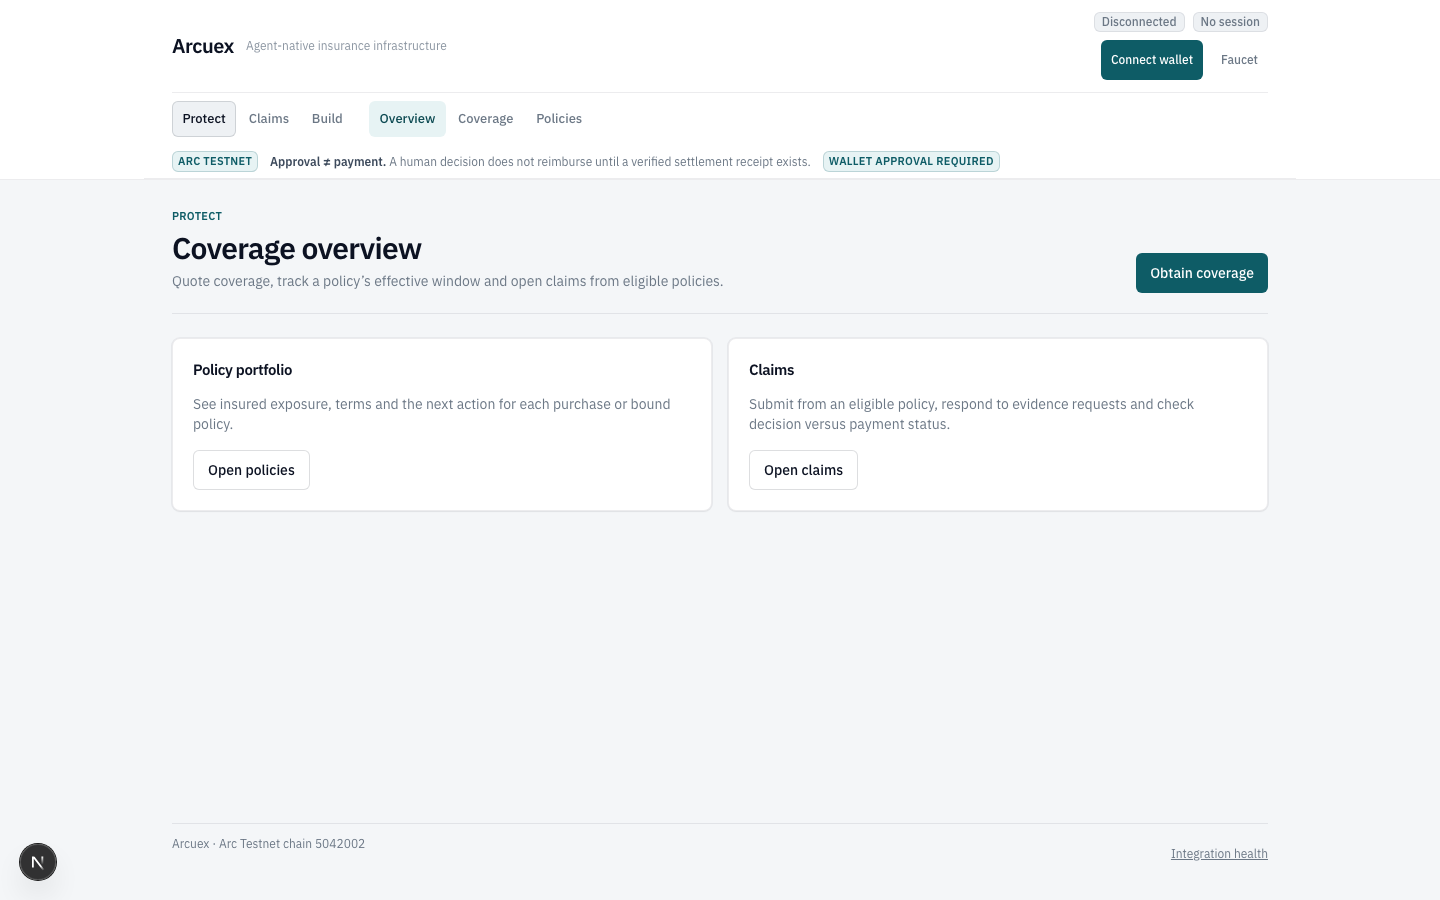 Disconnected No session
Arcuex Agent-native insurance infrastructure
Connect wallet Faucet
Protect Claims Build Overview Coverage Policies
ARC TESTNET Approval ≠ payment. A human decision does not reimburse until a verified settlement receipt exists. WALLET APPROVAL REQUIRED
PROTECT
Coverage overview
Quote coverage, track a policy’s effective window and open claims from eligible policies.
Obtain coverage
Policy portfolio
See insured exposure, terms and the next action for each purchase or bound
policy.
Open policies
Claims
Submit from an eligible policy, respond to evidence requests and check
decision versus payment status.
Open claims
Arcuex · Arc Testnet chain 5042002
Integration health
N